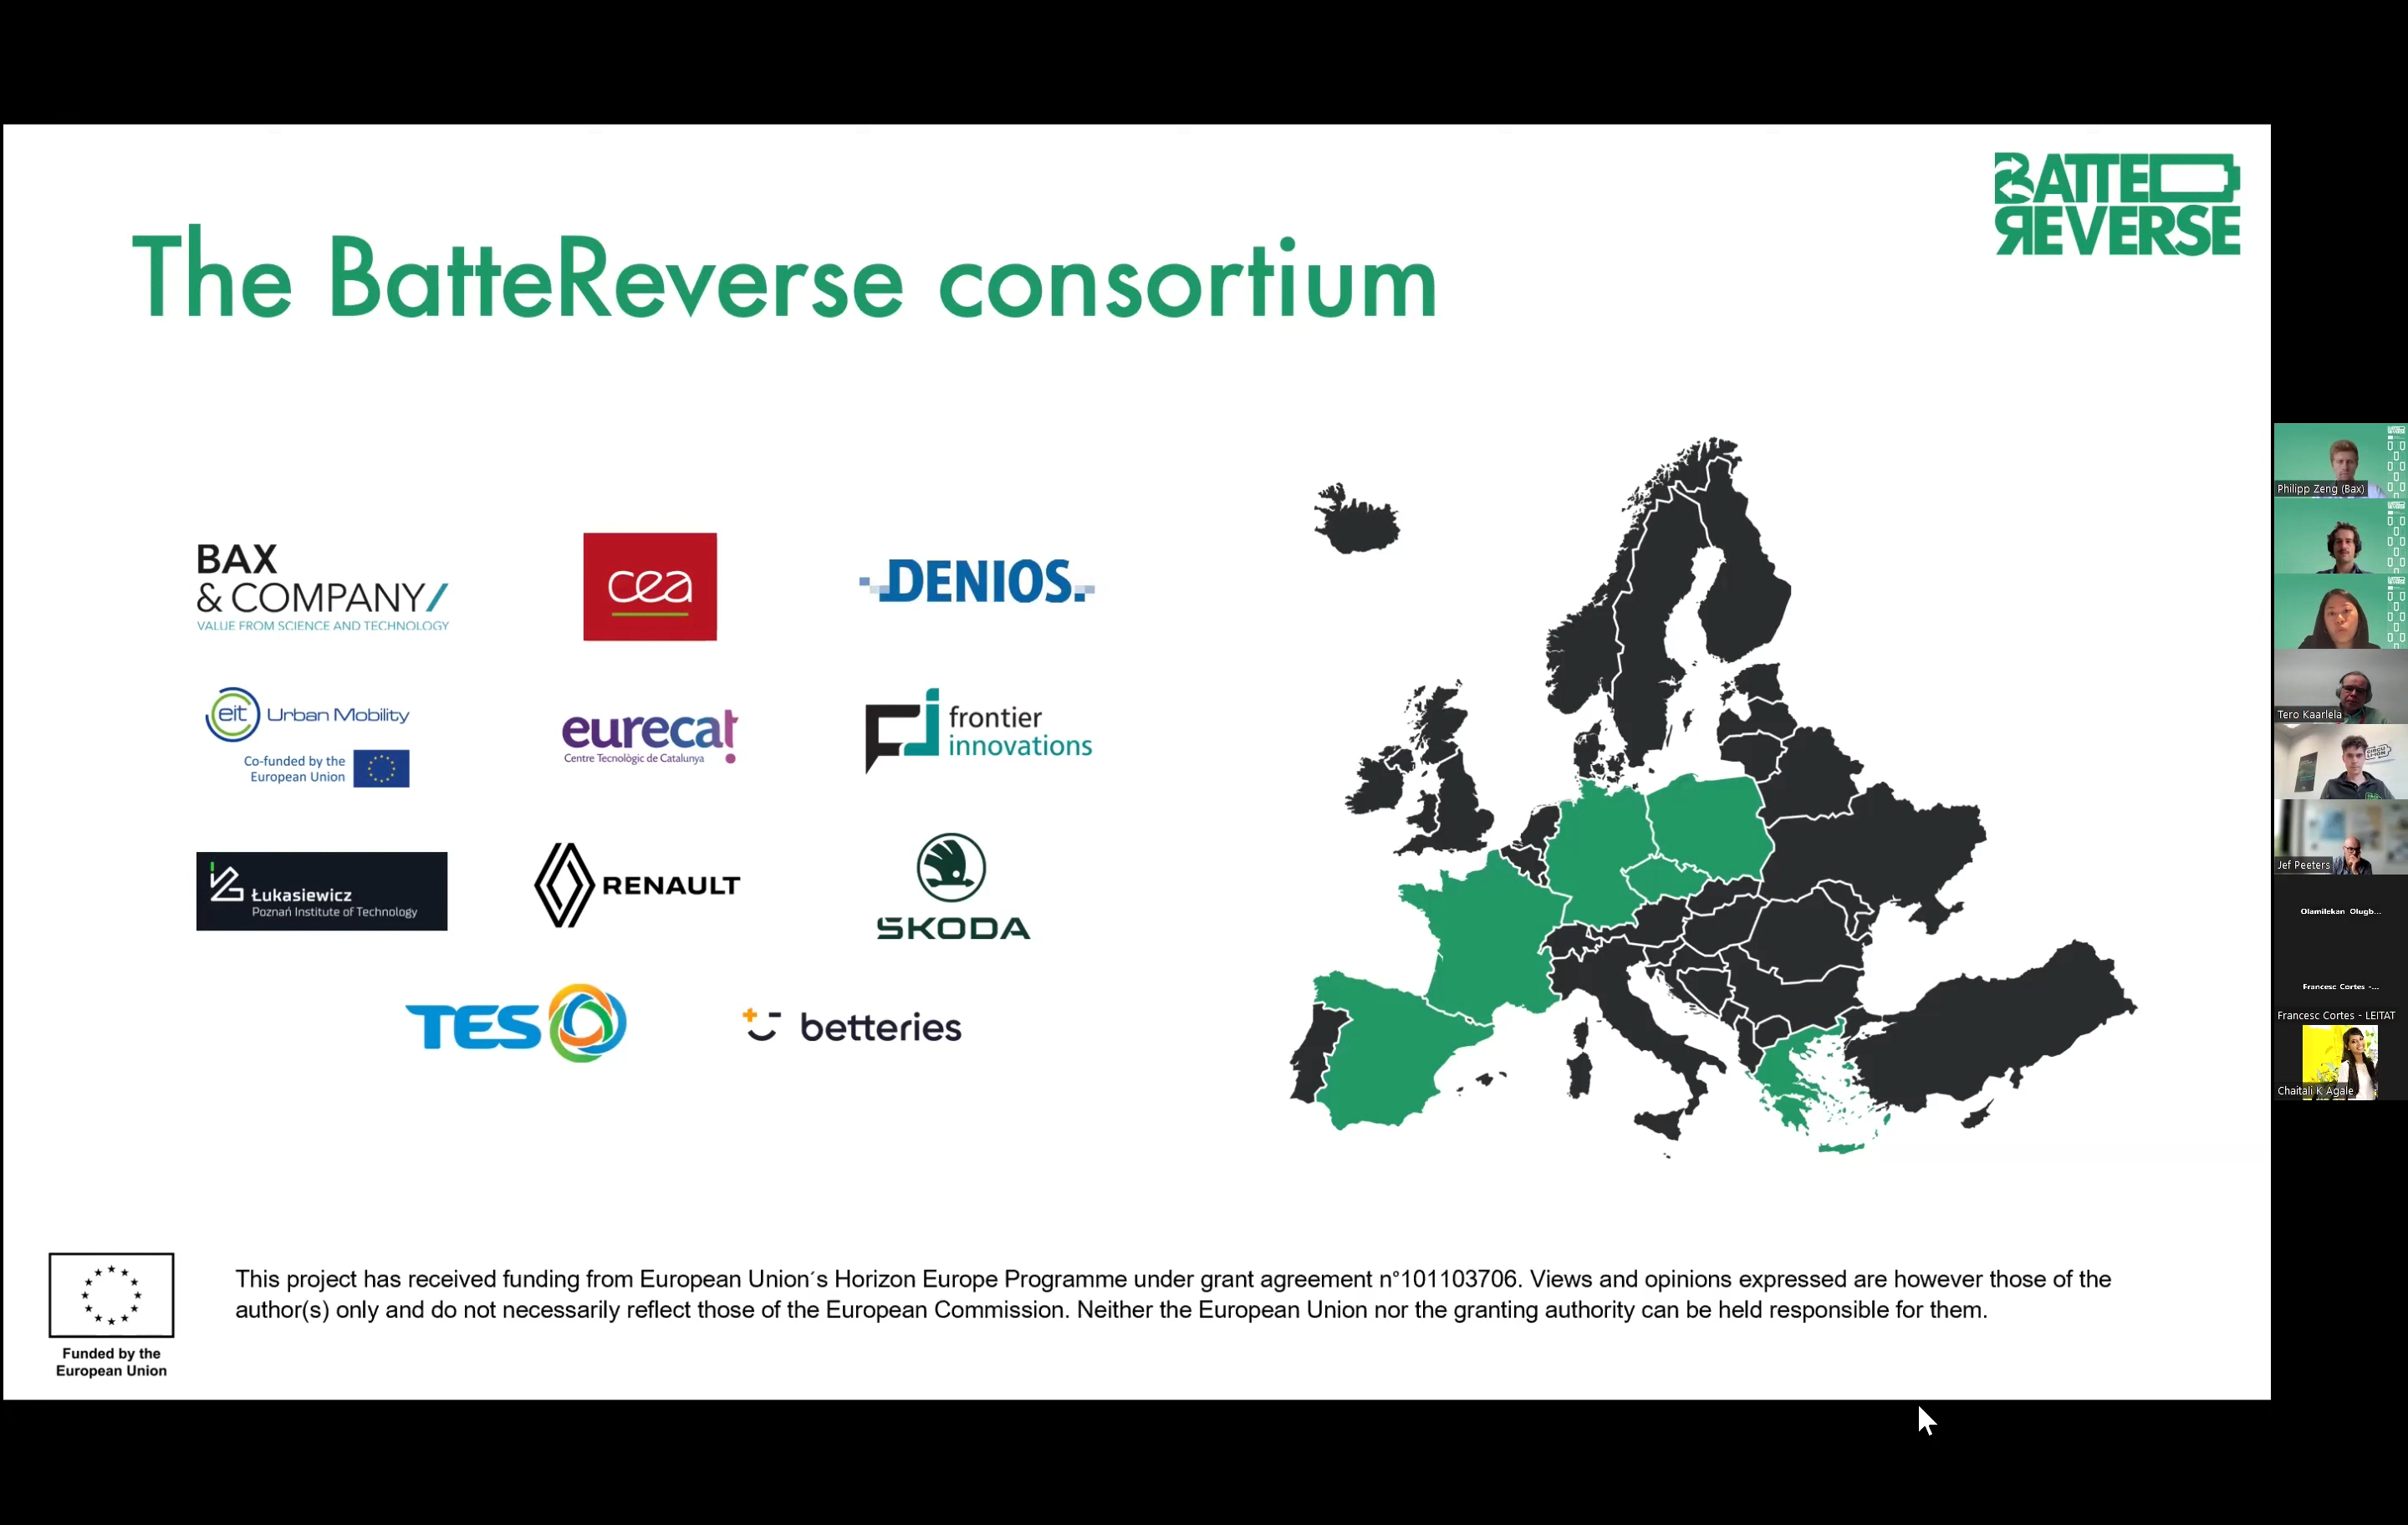 BATTE
REVERSE
The BatteReverse consortium
BAX
& COMPANY/
VALUE FROM SCIENCE AND TECHNOLOGY
cea
DENIOS.
eit Urban Mobility
Co-funded by the
European Union
eurecat
Centre Tecnològic de Catalunya
frontier
innovations
Łukasiewicz
Poznań Institute of Technology
RENAULT
ŠKODA
TES
betteries
Funded by the
European Union
This project has received funding from European Union´s Horizon Europe Programme under grant agreement n°101103706. Views and opinions expressed are however those of the
author(s) only and do not necessarily reflect those of the European Commission. Neither the European Union nor the granting authority can be held responsible for them.
Philipp Zeng (Bax)
Tero Kaarlela
Jef Peeters
Olamilekan Olugb...
Francesc Cortes -...
Francesc Cortes - LEITAT
Chaitali K Agale